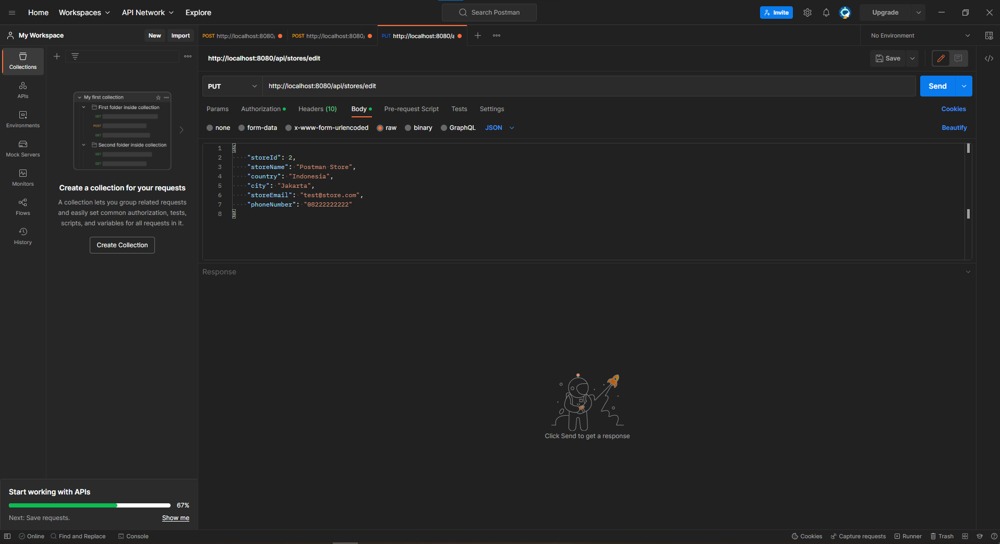 Home Workspaces API Network Explore Search Postman Invite Upgrade
My Workspace New Import
POST http://localhost:8080/ POST http://localhost:8080/ PUT http://localhost:8080/a No Environment
Collections
APIs
Environments
Mock Servers
Monitors
Flows
History
My first collection
First folder inside collection
GET
POST
GET
Second folder inside collection
GET
GET
Create a collection for your requests
A collection lets you group related requests
and easily set common authorization, tests,
scripts, and variables for all requests in it.
Create Collection
Start working with APIs
67%
Next: Save requests. Show me
http://localhost:8080/api/stores/edit Save
PUT http://localhost:8080/api/stores/edit Send
Params Authorization Headers (10) Body Pre-request Script Tests Settings Cookies
none form-data x-www-form-urlencoded raw binary GraphQL JSON Beautify
1 {
2 "storeId": 2,
3 "storeName": "Postman Store",
4 "country": "Indonesia",
5 "city": "Jakarta",
6 "storeEmail": "test@store.com",
7 "phoneNumber": "08222222222"
8 }
Response
Click Send to get a response
Online Find and Replace Console Cookies Capture requests Runner Trash